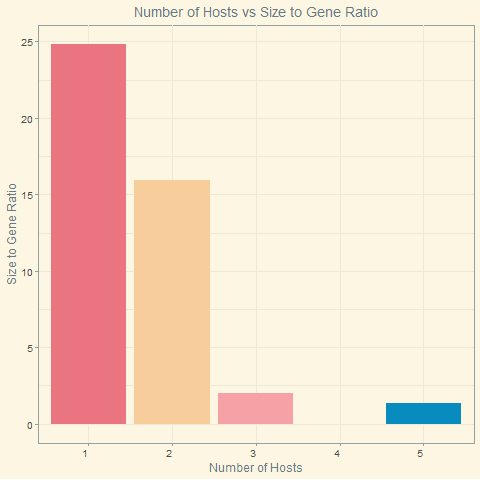 Number of Hosts vs Size to Gene Ratio
Size to Gene Ratio
25
20
15
10
5
0
1 2 3 4 5
Number of Hosts